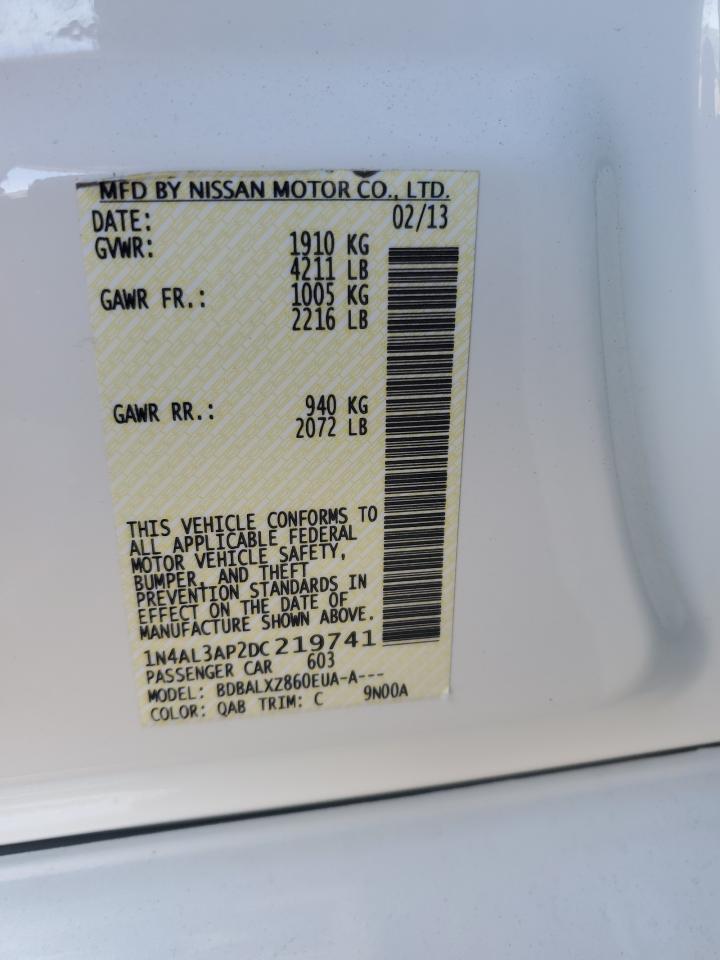 MFD BY NISSAN MOTOR CO., LTD.
DATE: 02/13
GVWR: 1910 KG
4211 LB
GAWR FR.: 1005 KG
2216 LB
GAWR RR.: 940 KG
2072 LB
THIS VEHICLE CONFORMS TO
ALL APPLICABLE FEDERAL
MOTOR VEHICLE SAFETY,
BUMPER, AND THEFT
PREVENTION STANDARDS IN
EFFECT ON THE DATE OF
MANUFACTURE SHOWN ABOVE.
1N4AL3AP2DC219741
PASSENGER CAR 603
MODEL: BDBALXZ860EUA-A---
COLOR: QAB TRIM: C 9N00A